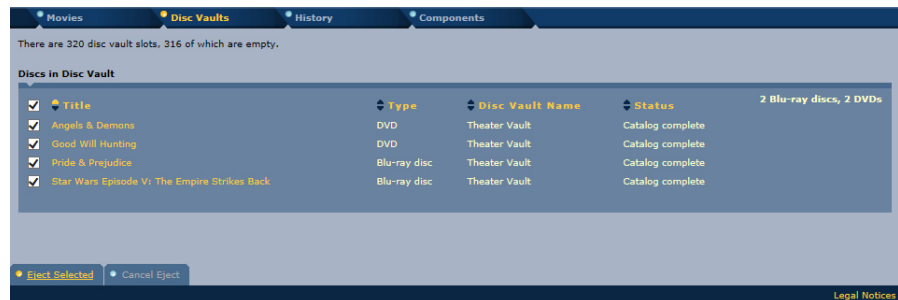 Movies Disc Vaults History Components
There are 320 disc vault slots, 316 of which are empty.
Discs in Disc Vault
Title Type Disc Vault Name Status 2 Blu-ray discs, 2 DVDs
Angels & Demons DVD Theater Vault Catalog complete
Good Will Hunting DVD Theater Vault Catalog complete
Pride & Prejudice Blu-ray disc Theater Vault Catalog complete
Star Wars Episode V: The Empire Strikes Back Blu-ray disc Theater Vault Catalog complete
Eject Selected Cancel Eject
Legal Notices